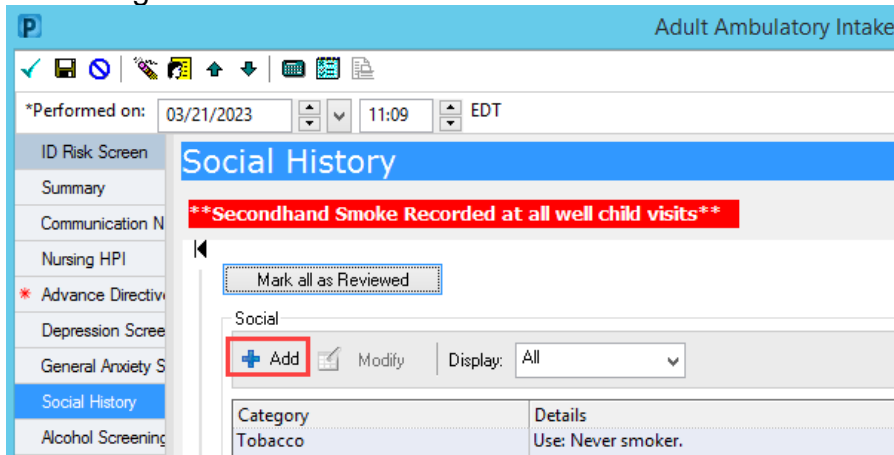 P
Adult Ambulatory Intake
*Performed on: 03/21/2023 11:09 EDT
ID Risk Screen
Summary
Communication N
Nursing HPI
* Advance Directiv
Depression Scree
General Anxiety S
Social History
Alcohol Screening
Social History
**Secondhand Smoke Recorded at all well child visits**
Mark all as Reviewed
Social
Add Modify Display: All
Category Details
Tobacco Use: Never smoker.